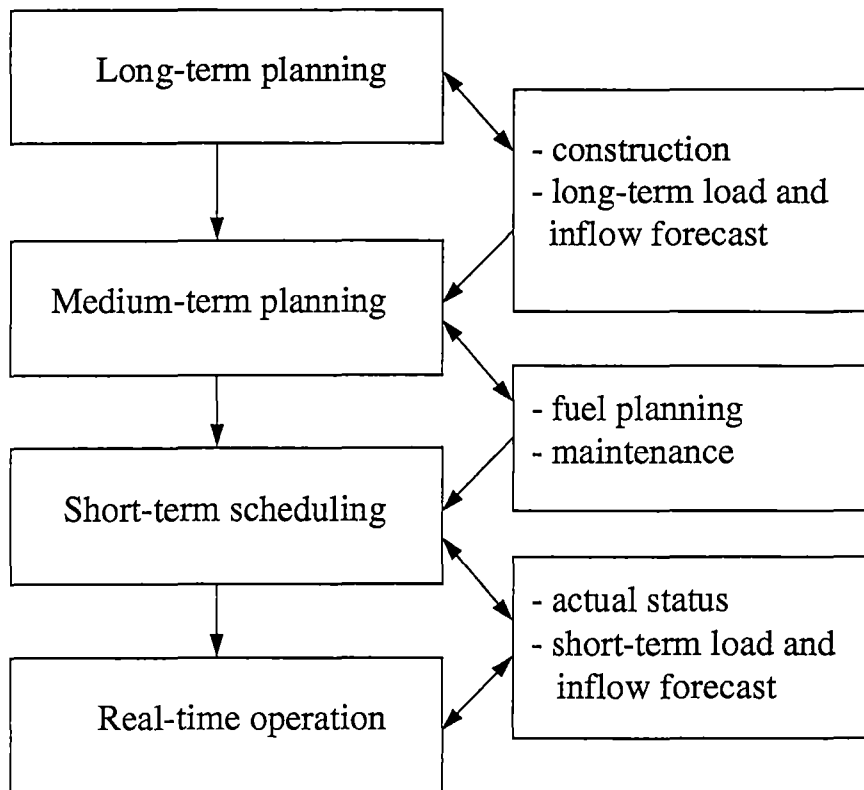 Long-term planning
- construction
- long-term load and
inflow forecast
Medium-term planning
- fuel planning
- maintenance
Short-term scheduling
- actual status
- short-term load and
inflow forecast
Real-time operation